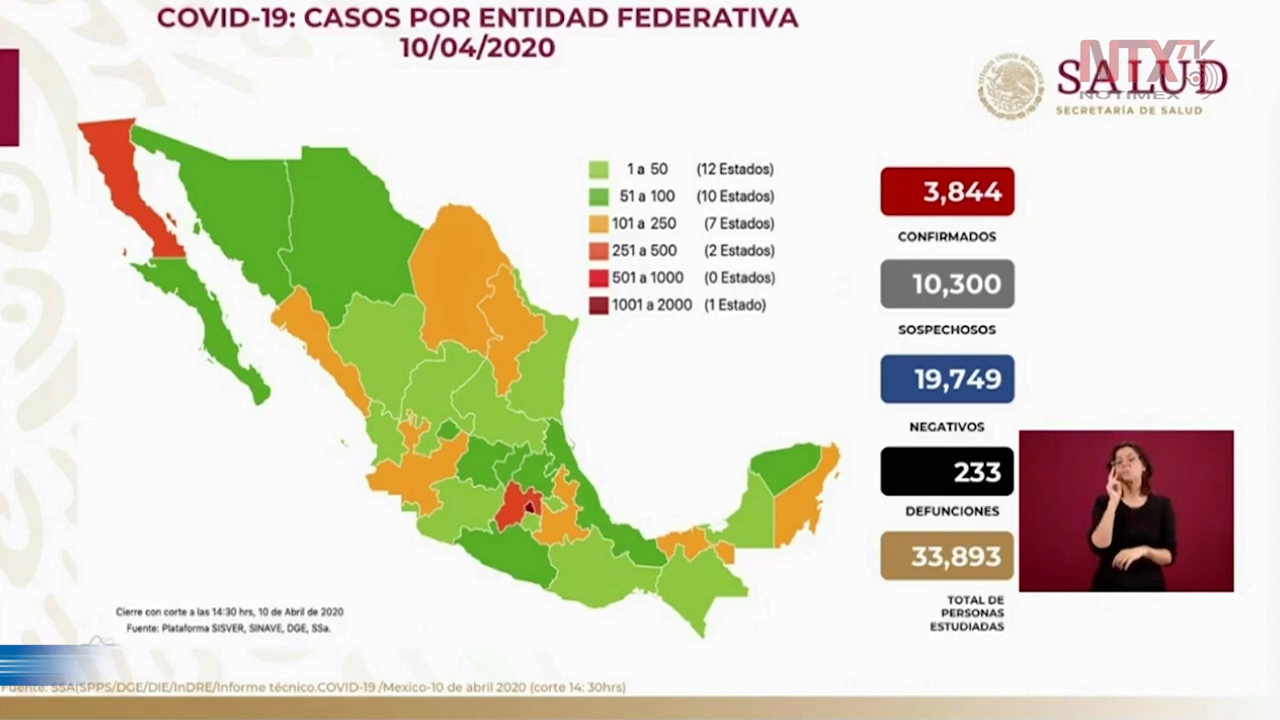 COVID-19: CASOS POR ENTIDAD FEDERATIVA
10/04/2020
NTX
NOTIMEX
SALUD
SECRETARÍA DE SALUD
1 a 50 (12 Estados)
51 a 100 (10 Estados)
101 a 250 (7 Estados)
251 a 500 (2 Estados)
501 a 1000 (0 Estados)
1001 a 2000 (1 Estado)
3,844
CONFIRMADOS
10,300
SOSPECHOSOS
19,749
NEGATIVOS
233
DEFUNCIONES
33,893
TOTAL DE
PERSONAS
ESTUDIADAS
Cierre con corte a las 14:30 hrs, 10 de Abril de 2020
Fuente: Plataforma SISVER, SINAVE, DGE, SSa.
Fuente: SSA(SPPS/DGE/DIE/InDRE/Informe técnico.COVID-19 /Mexico-10 de abril 2020 (corte 14: 30hrs)